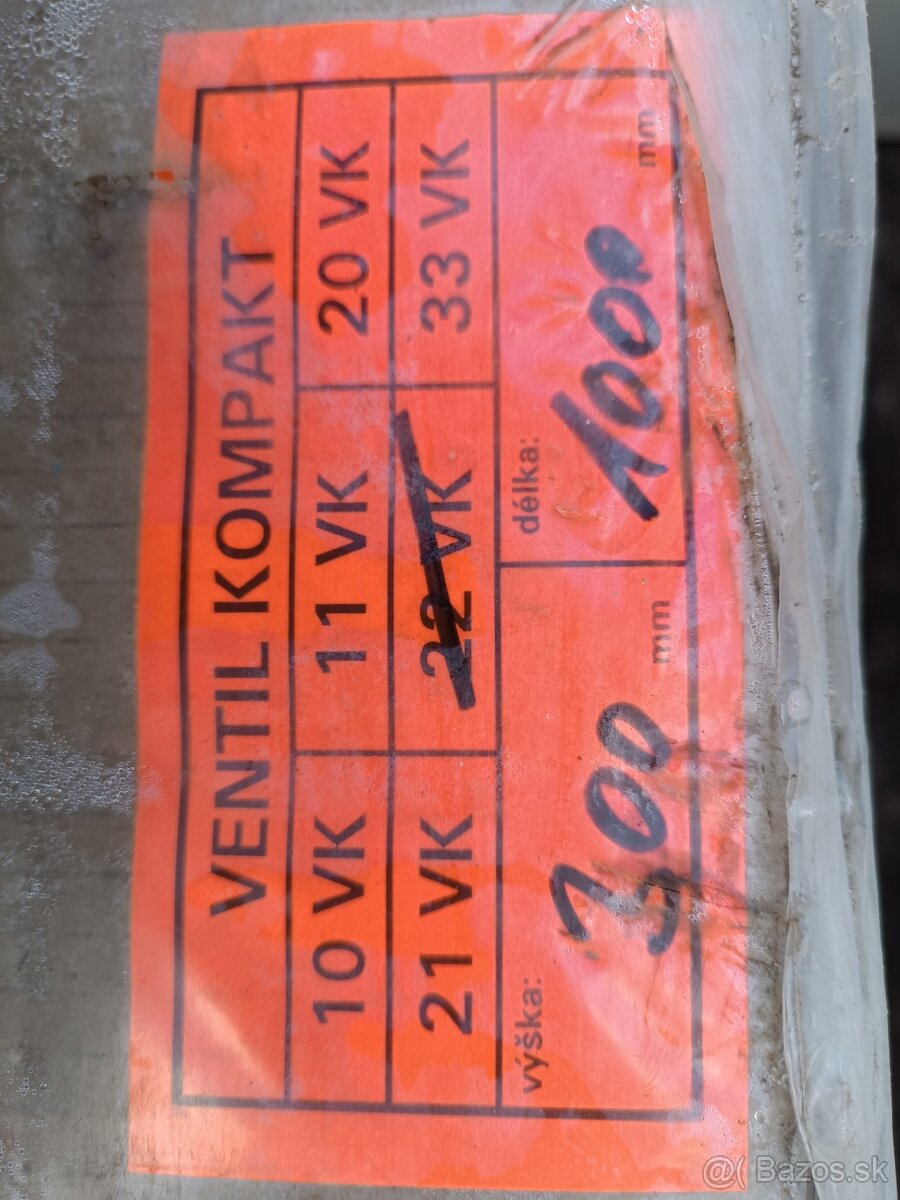 VENTIL KOMPAKT
10 VK 11 VK 20 VK
21 VK 22 VK 33 VK
výška: délka:
300 mm 1000 mm
@( Bazos.sk